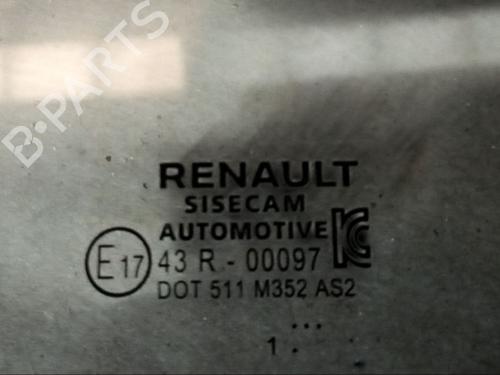 B-PARTS
RENAULT
SISECAM
AUTOMOTIVE
E17 43 R - 00097
DOT 511 M352 AS2
...
1 .